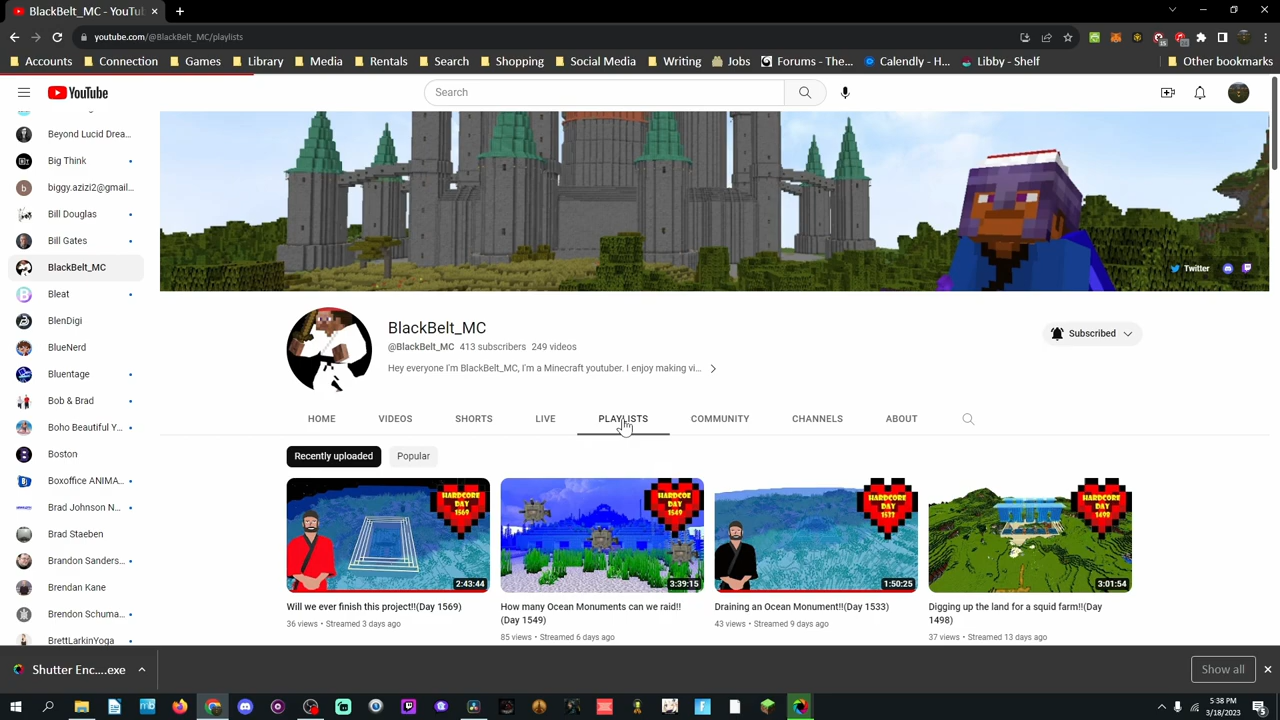 BlackBelt_MC - YouTube
youtube.com/@BlackBelt_MC/playlists
Accounts Connection Games Library Media Rentals Search Shopping Social Media Writing Jobs Forums - The... Calendly - H... Libby - Shelf Other bookmarks
YouTube
Search
Beyond Lucid Drea...
Big Think
biggy.azizi2@gmail...
Bill Douglas
Bill Gates
BlackBelt_MC
Bleat
BlenDigi
BlueNerd
Bluentage
Bob & Brad
Boho Beautiful Y...
Boston
Boxoffice ANIMA...
Brad Johnson N...
Brad Staeben
Brandon Sanders...
Brendan Kane
Brendon Schuma...
BrettLarkinYoga
Twitter
BlackBelt_MC
@BlackBelt_MC 413 subscribers 249 videos
Hey everyone I'm BlackBelt_MC, I'm a Minecraft youtuber. I enjoy making vi...
Subscribed
HOME VIDEOS SHORTS LIVE PLAYLISTS COMMUNITY CHANNELS ABOUT
Recently uploaded Popular
HARDCORE
DAY
1569
2:43:44
Will we ever finish this project!!(Day 1569)
36 views • Streamed 3 days ago
HARDCOE
DAY
1549
3:39:15
How many Ocean Monuments can we raid!!
(Day 1549)
85 views • Streamed 6 days ago
HARDCORE
DAY
1533
1:50:25
Draining an Ocean Monument!!(Day 1533)
43 views • Streamed 9 days ago
HARDCORE
DAY
1498
3:01:54
Digging up the land for a squid farm!!(Day
1498)
37 views • Streamed 13 days ago
Shutter Enc....exe
Show all
5:38 PM
3/18/2023